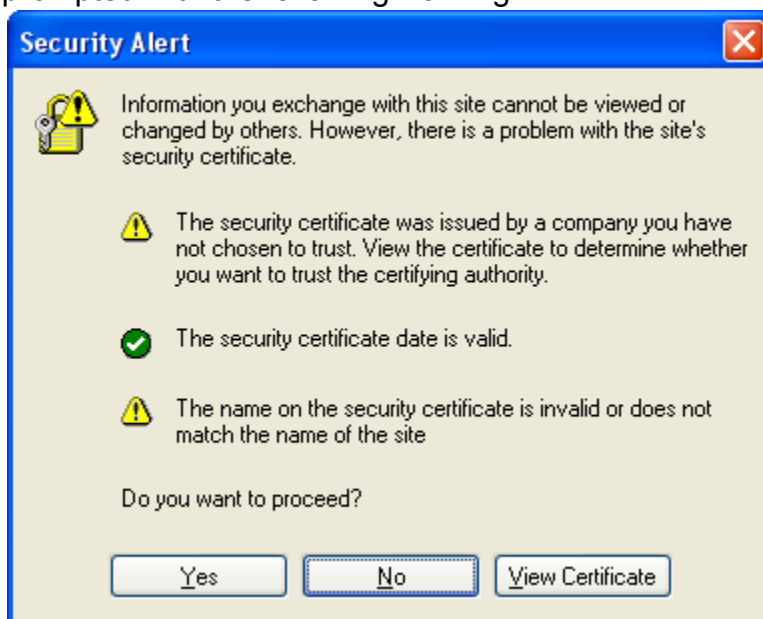 Security Alert
Information you exchange with this site cannot be viewed or
changed by others. However, there is a problem with the site's
security certificate.
The security certificate was issued by a company you have
not chosen to trust. View the certificate to determine whether
you want to trust the certifying authority.
The security certificate date is valid.
The name on the security certificate is invalid or does not
match the name of the site
Do you want to proceed?
Yes No View Certificate